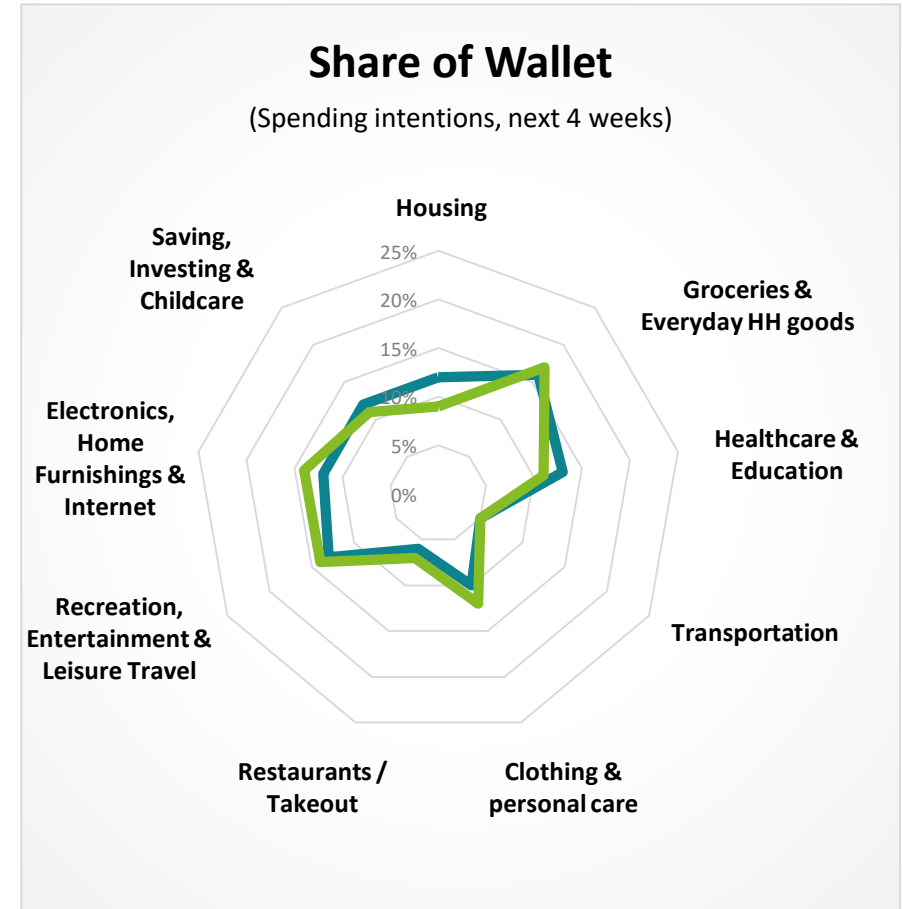 Share of Wallet
(Spending intentions, next 4 weeks)
Housing
Saving,
Investing &
Childcare
25%
20%
15%
10%
5%
0%
Groceries &
Everyday HH goods
Electronics,
Home
Furnishings &
Internet
Healthcare &
Education
Recreation,
Entertainment &
Leisure Travel
Transportation
Restaurants /
Takeout
Clothing &
personal care